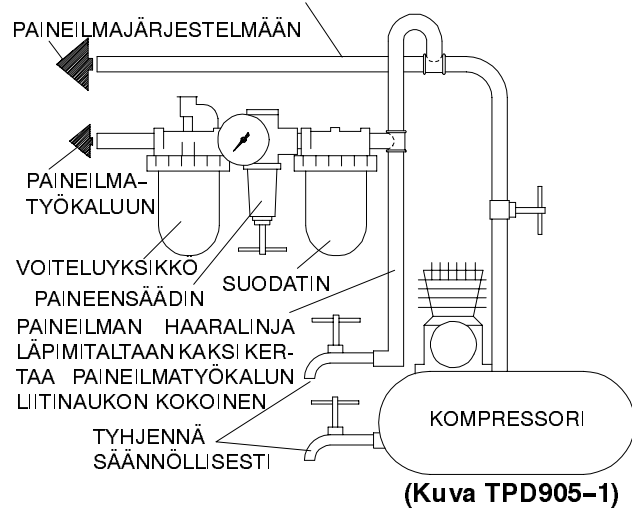 PAINEILMAJÄRJESTELMÄÄN
PAINEILMA–
TYÖKALUUN
VOITELUYKSIKKÖ
SUODATIN
PAINEENSÄÄDIN
PAINEILMAN HAARALINJA
LÄPIMITALTAAN KAKSI KER–
TAA PAINEILMATYÖKALUN
LIITINAUKON KOKOINEN
TYHJENNÄ
SÄÄNNÖLLISESTI
KOMPRESSORI
(Kuva TPD905–1)